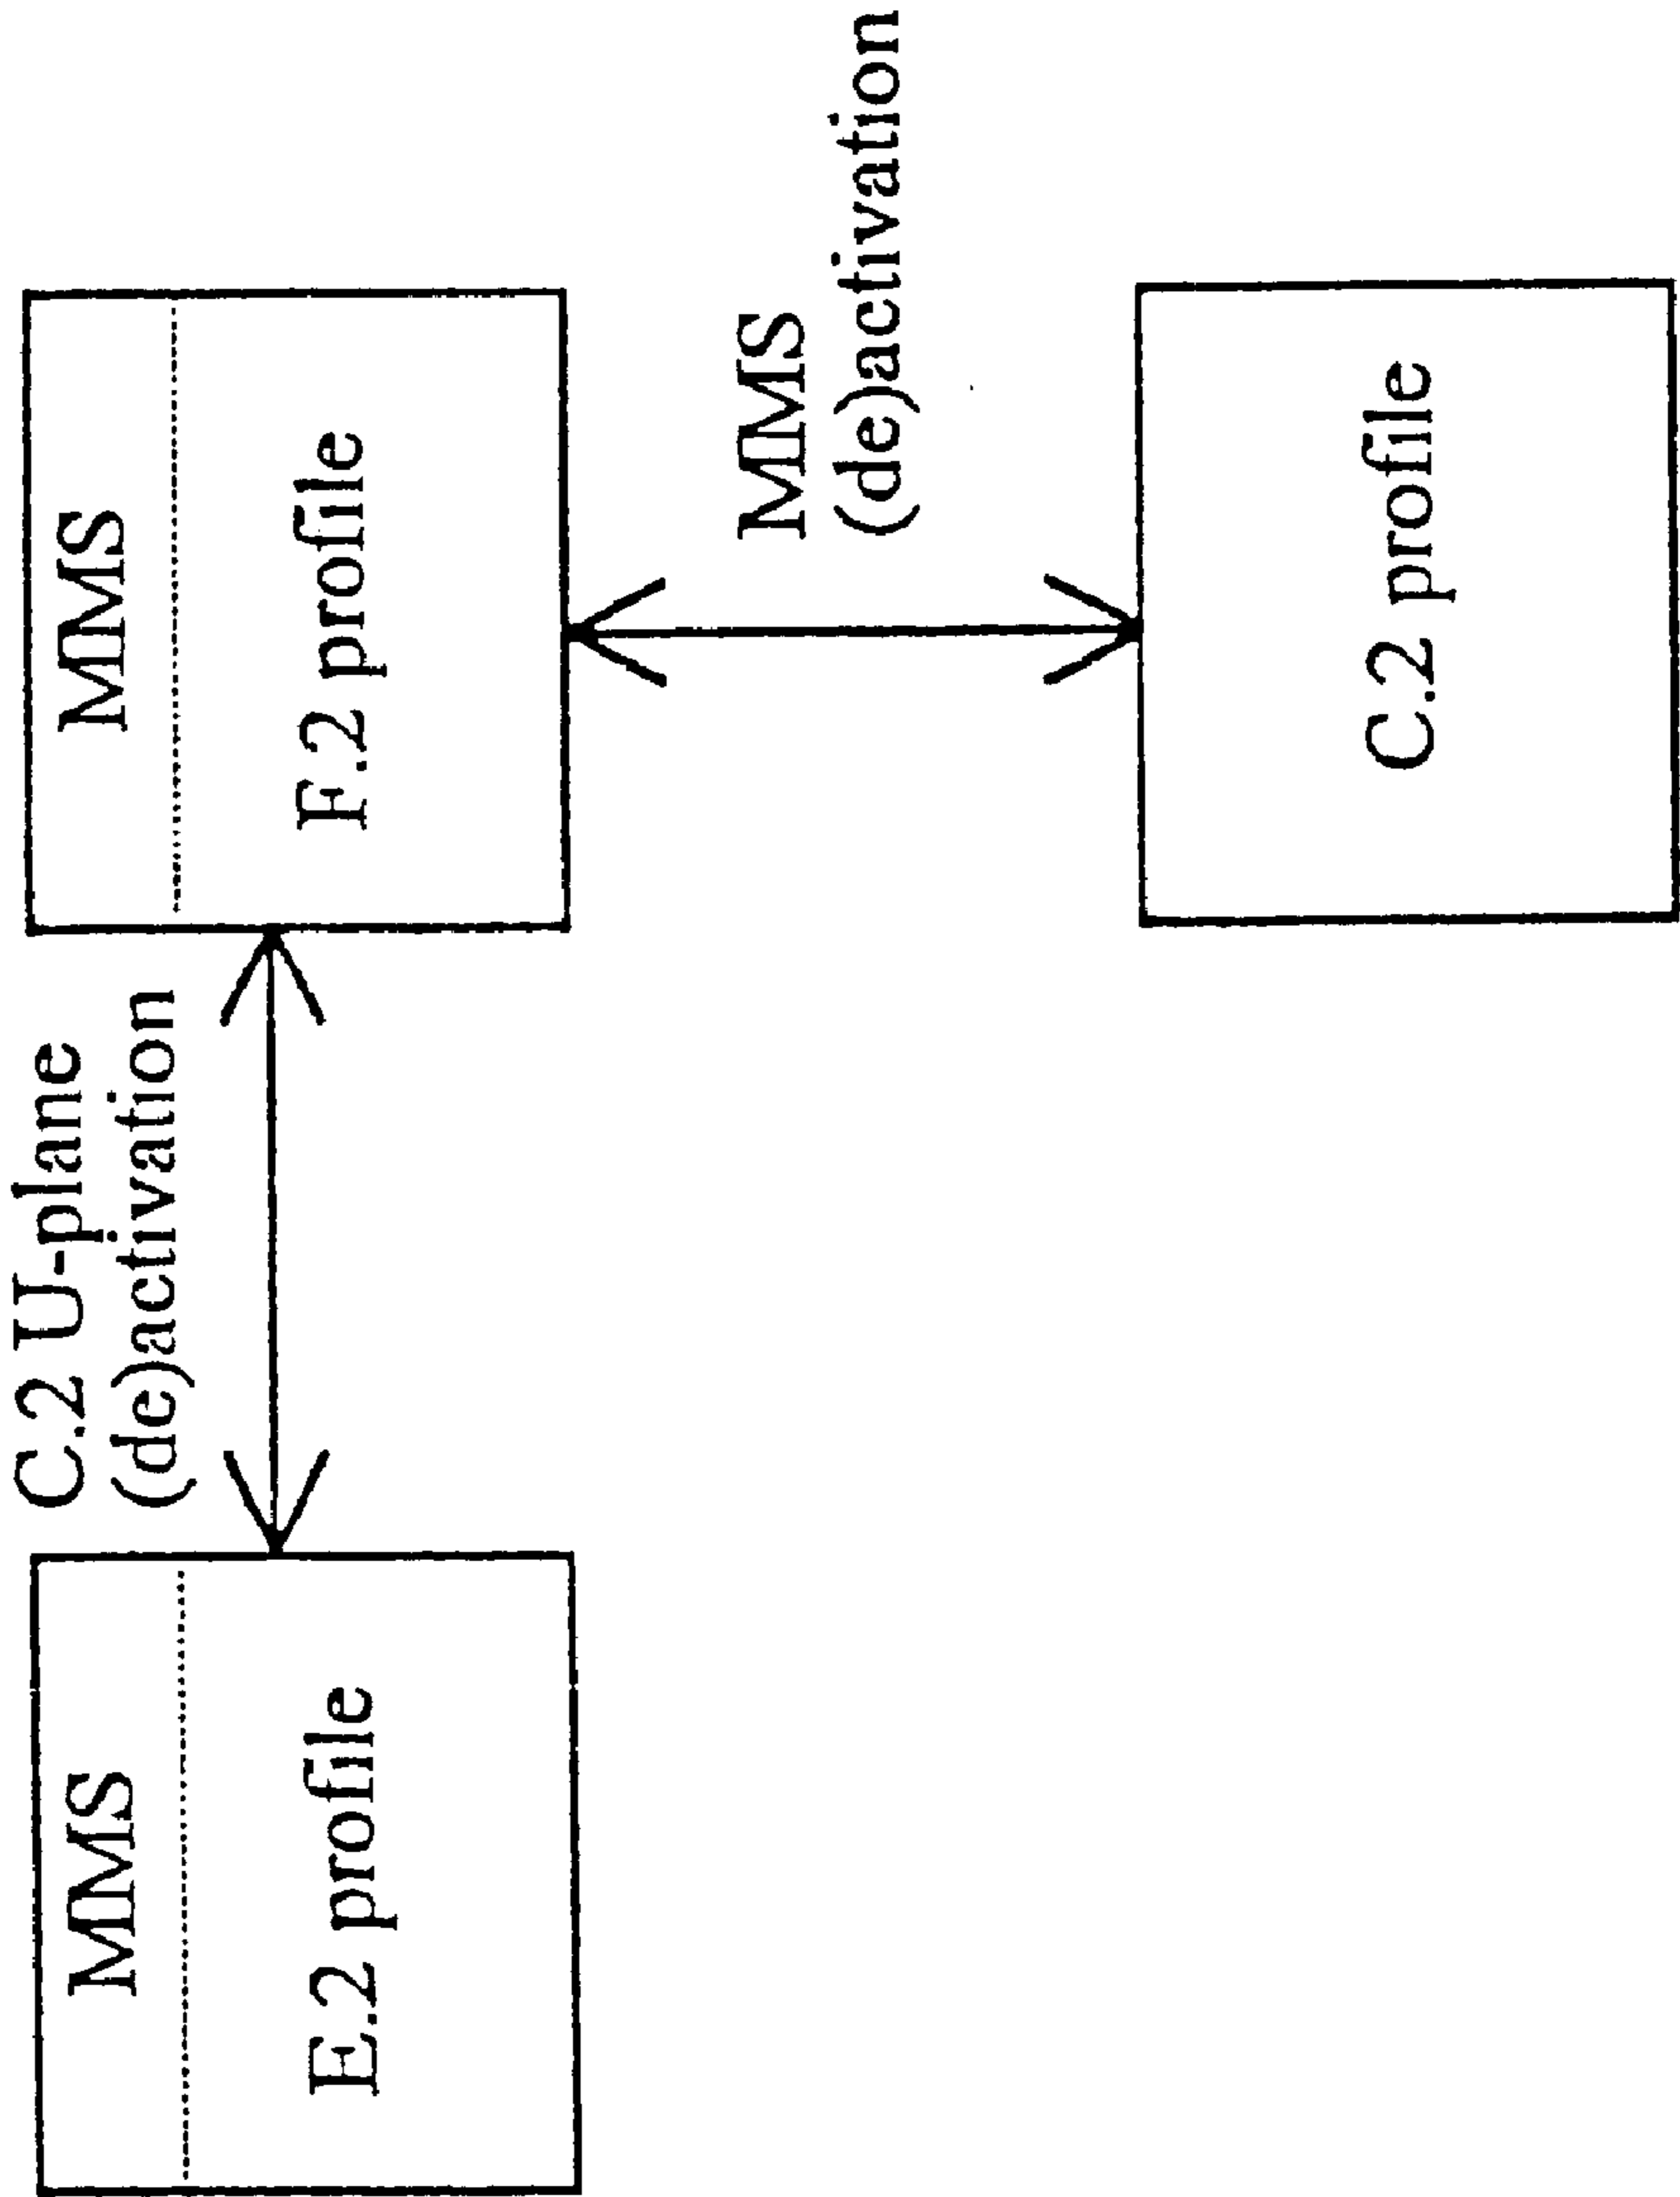 MMS
E.2 profile
C.2 U-plane
(de)activation
MMS
F.2 profile
MMS
(de)activation
C.2 profile